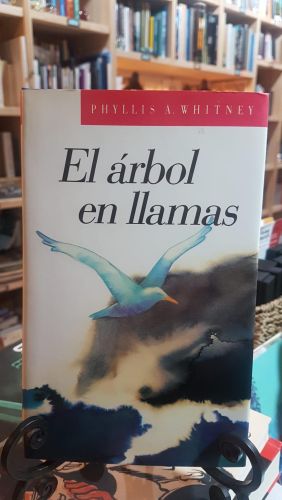 PHYLLIS A. WHITNEY
El árbol
en llamas